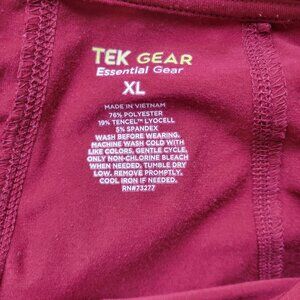 TEK GEAR
Essential Gear
XL
MADE IN VIETNAM
76% POLYESTER
19% TENCEL™ LYOCELL
5% SPANDEX
WASH BEFORE WEARING.
MACHINE WASH COLD WITH
LIKE COLORS, GENTLE CYCLE,
ONLY NON-CHLORINE BLEACH
WHEN NEEDED, TUMBLE DRY
LOW, REMOVE PROMPTLY,
COOL IRON IF NEEDED.
RN#73277